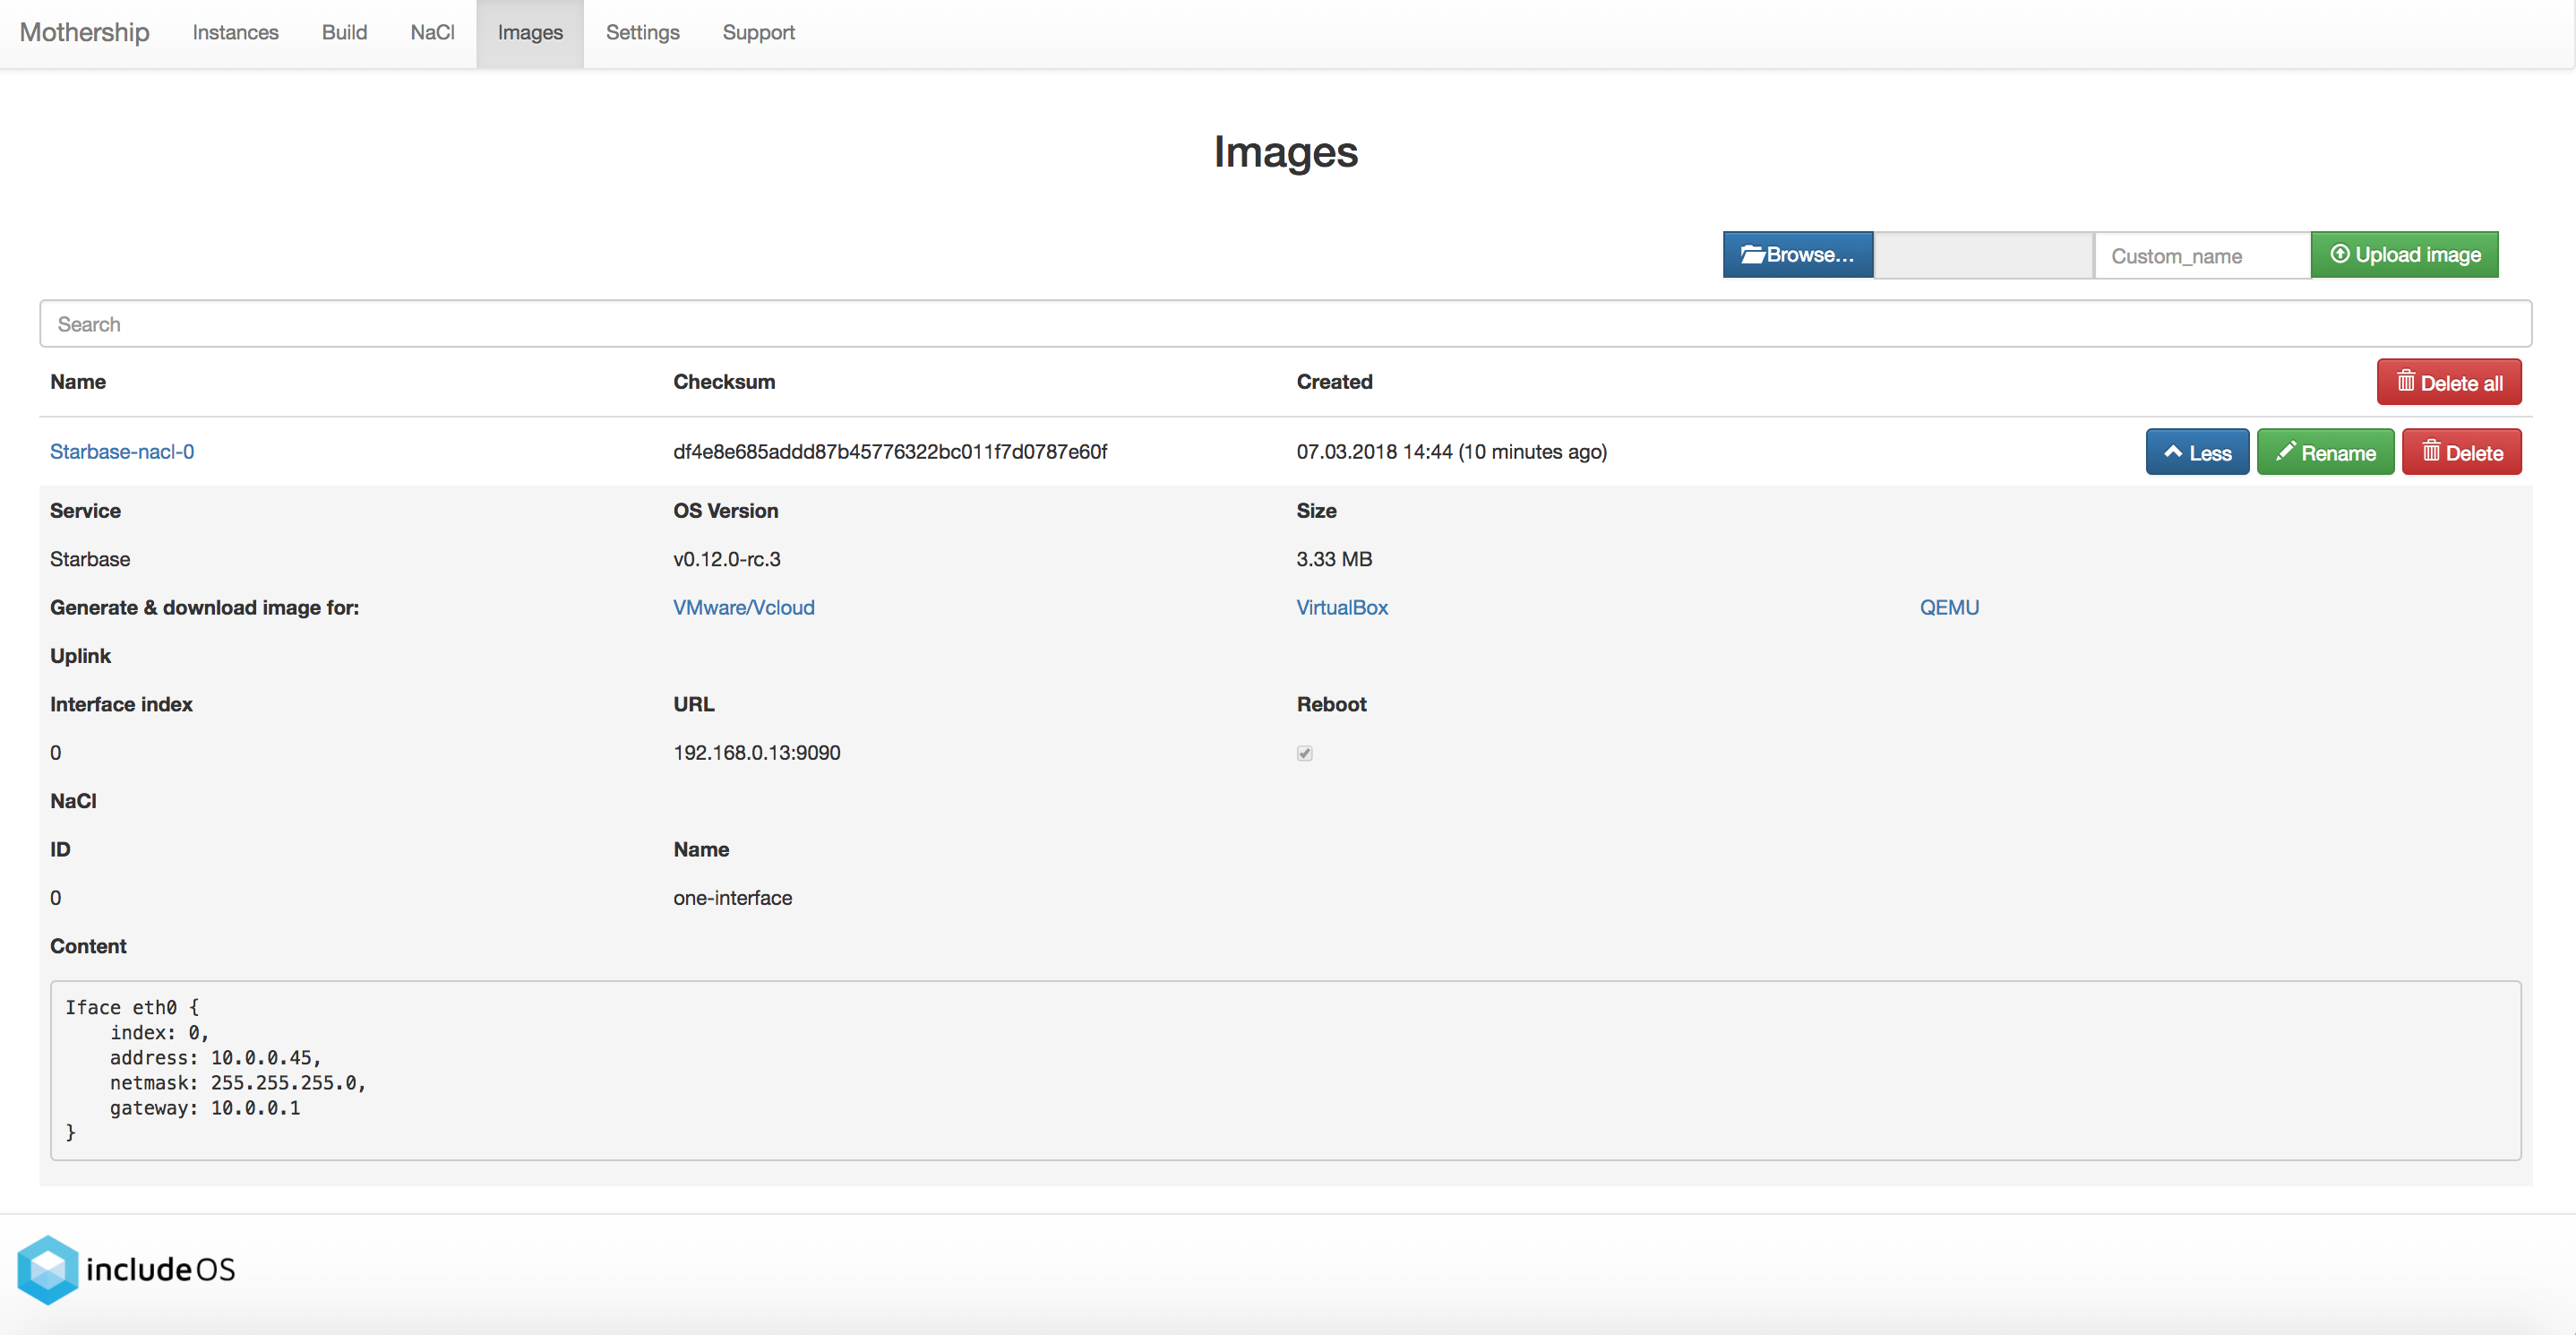 Mothership Instances Build NaCl Images Settings Support
Images
Browse... Custom_name Upload image
Search
Name Checksum Created Delete all
Starbase-nacl-0 df4e8e685addd87b45776322bc011f7d0787e60f 07.03.2018 14:44 (10 minutes ago) Less Rename Delete
Service OS Version Size
Starbase v0.12.0-rc.3 3.33 MB
Generate & download image for: VMware/Vcloud VirtualBox QEMU
Uplink
Interface index URL Reboot
0 192.168.0.13:9090
NaCl
ID Name
0 one-interface
Content
Iface eth0 {
    index: 0,
    address: 10.0.0.45,
    netmask: 255.255.255.0,
    gateway: 10.0.0.1
}
includeOS